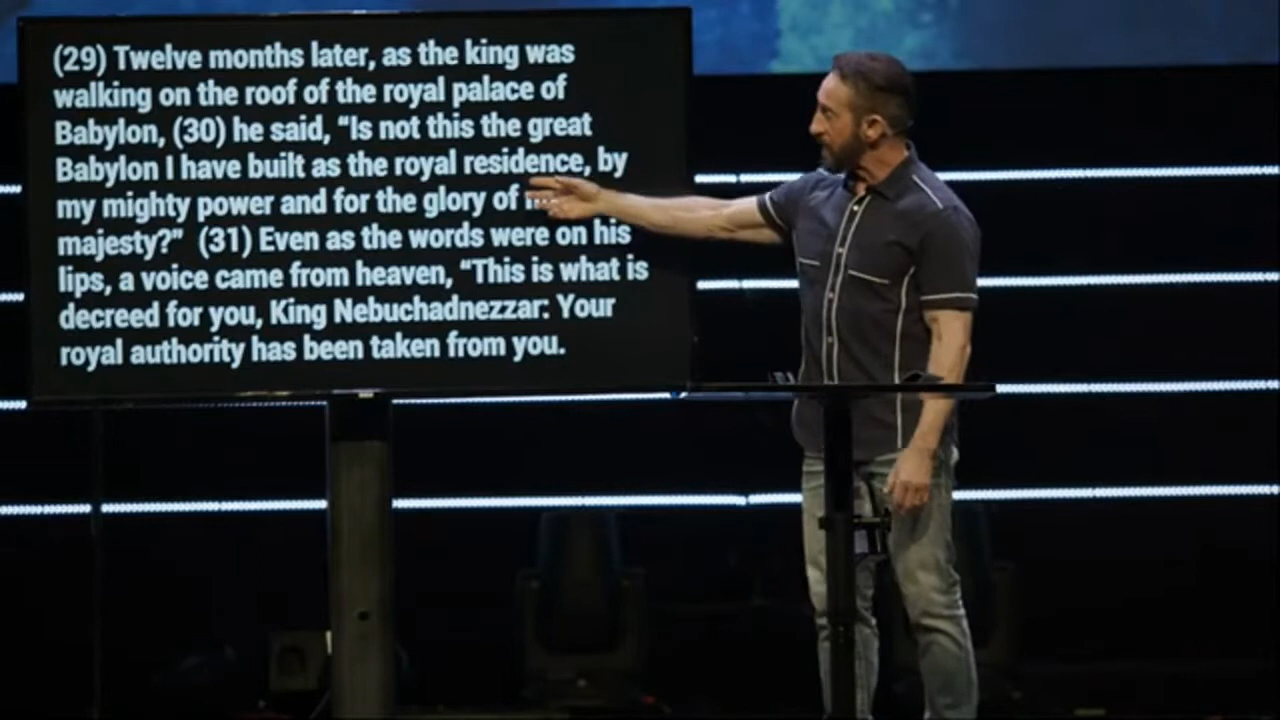 (29) Twelve months later, as the king was
walking on the roof of the royal palace of
Babylon, (30) he said, “Is not this the great
Babylon I have built as the royal residence, by
my mighty power and for the glory of
majesty?” (31) Even as the words were on his
lips, a voice came from heaven, “This is what is
decreed for you, King Nebuchadnezzar: Your
royal authority has been taken from you.